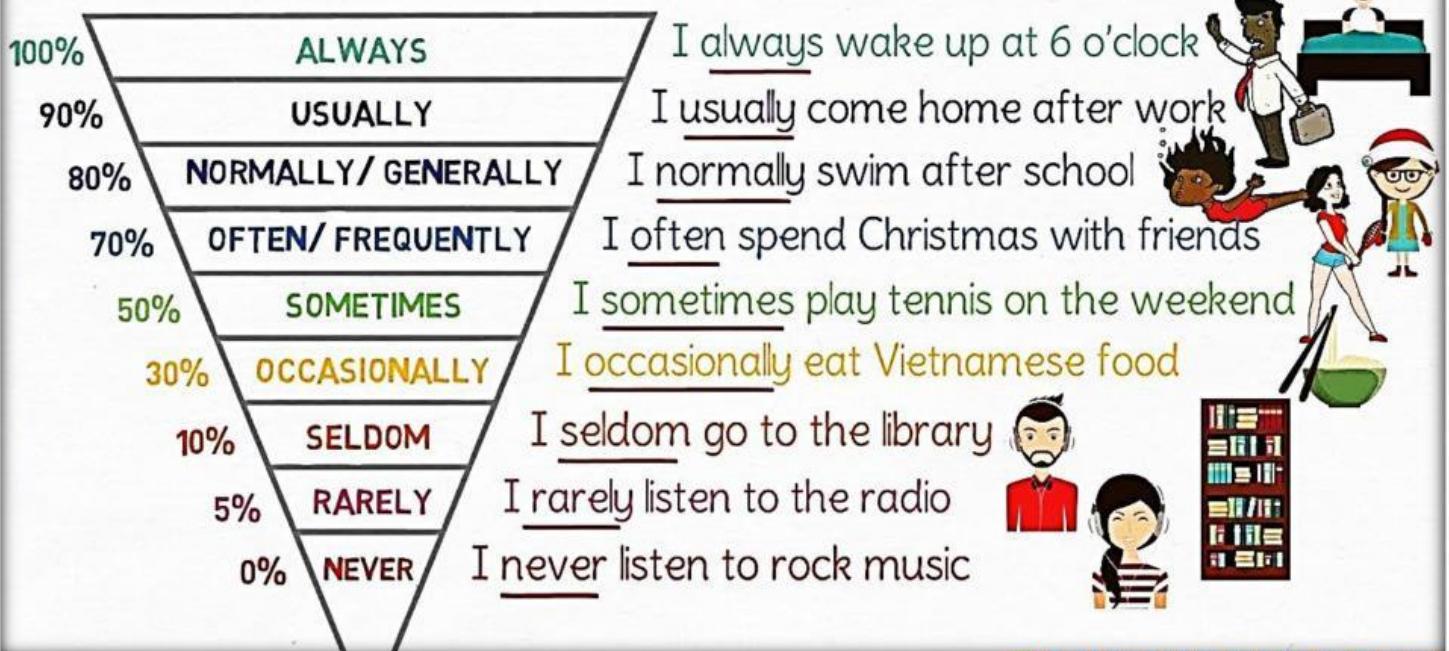 100% ALWAYS I always wake up at 6 o'clock
90% USUALLY I usually come home after work
80% NORMALLY/ GENERALLY I normally swim after school
70% OFTEN/ FREQUENTLY I often spend Christmas with friends
50% SOMETIMES I sometimes play tennis on the weekend
30% OCCASIONALLY I occasionally eat Vietnamese food
10% SELDOM I seldom go to the library
5% RARELY I rarely listen to the radio
0% NEVER I never listen to rock music